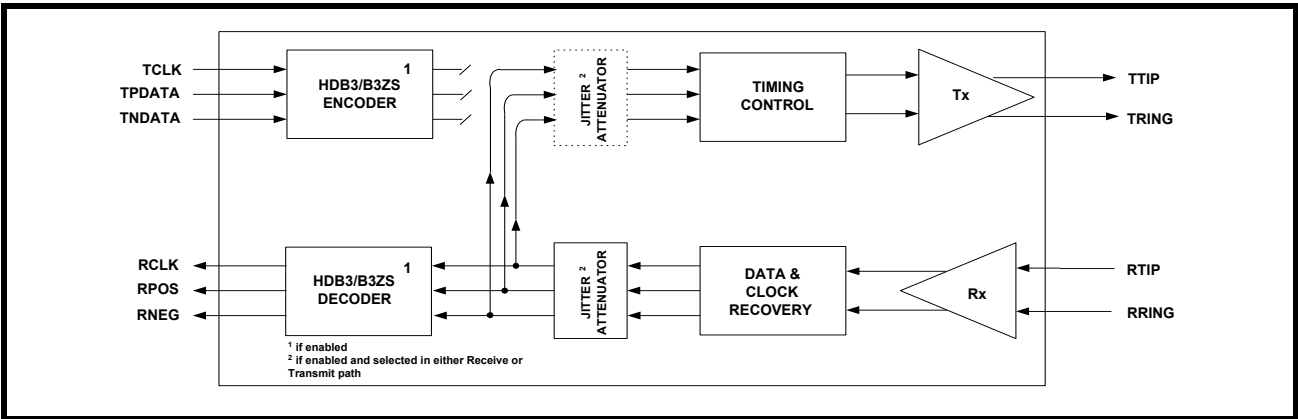 TCLK
TPDATA
TNDATA
HDB3/B3ZS 1
ENCODER
JITTER 2
ATTENUATOR
TIMING
CONTROL
Tx
TTIP
TRING
RCLK
RPOS
RNEG
HDB3/B3ZS 1
DECODER
JITTER 2
ATTENUATOR
DATA &
CLOCK
RECOVERY
Rx
RTIP
RRING
1 if enabled
2 if enabled and selected in either Receive or
Transmit path